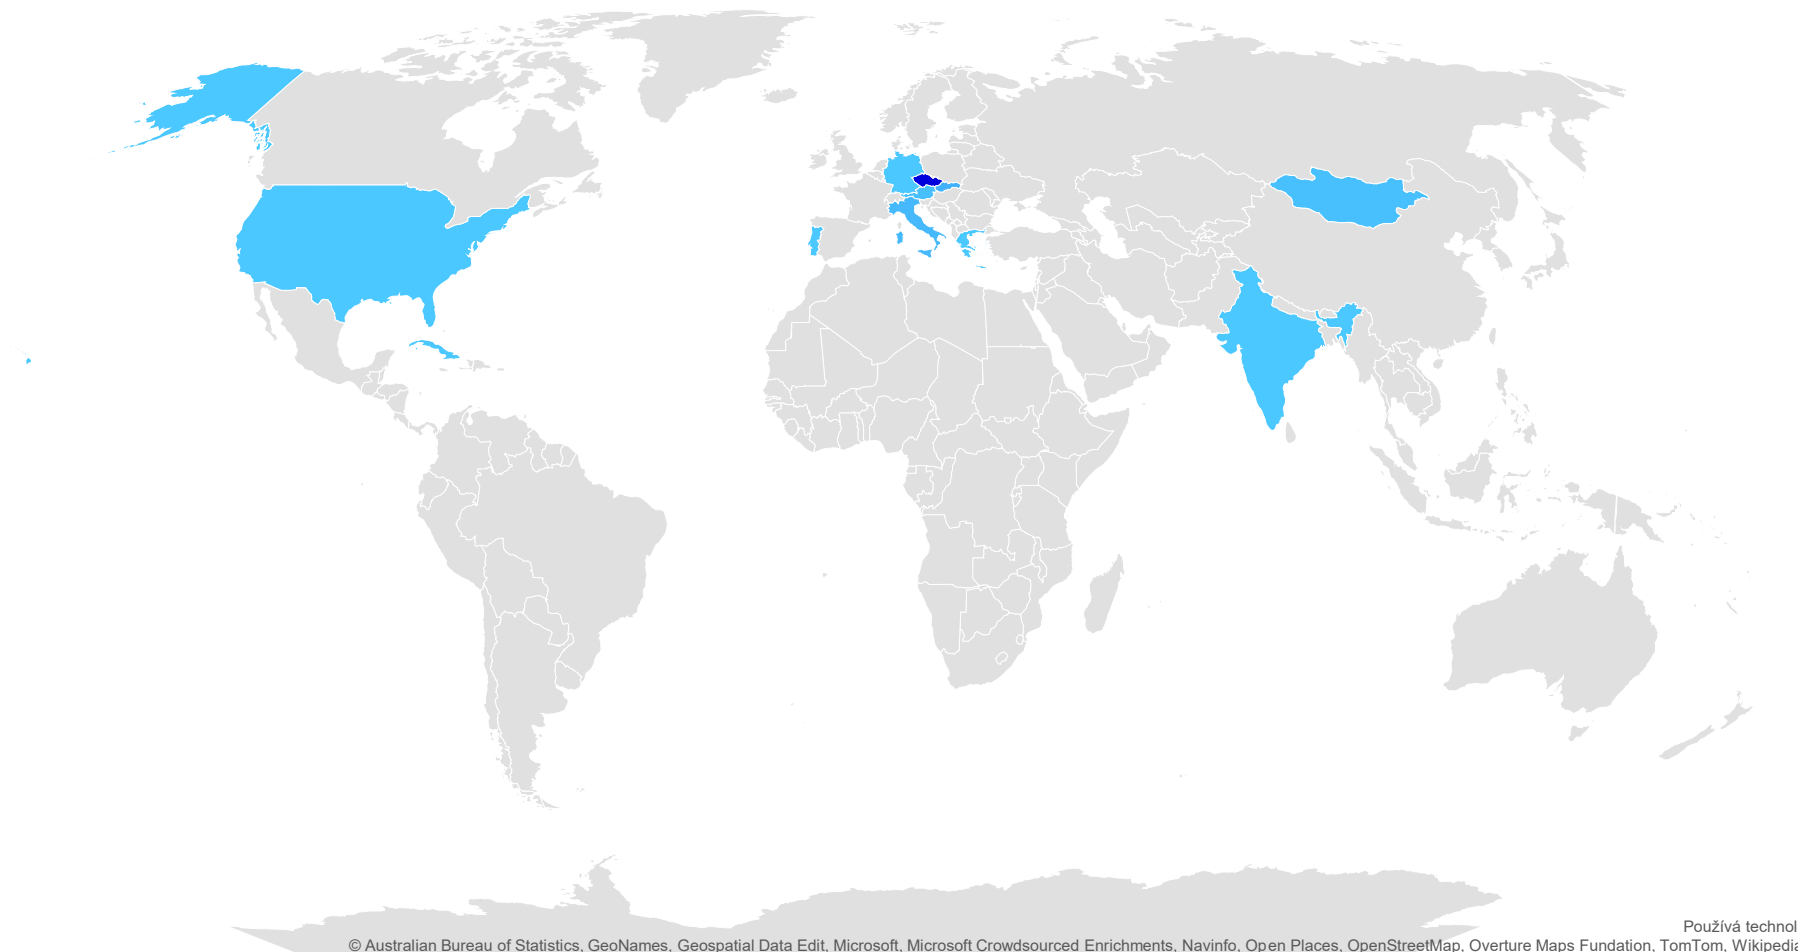 Používá technol
© Australian Bureau of Statistics, GeoNames, Geospatial Data Edit, Microsoft, Microsoft Crowdsourced Enrichments, Navinfo, Open Places, OpenStreetMap, Overture Maps Fundation, TomTom, Wikipedia